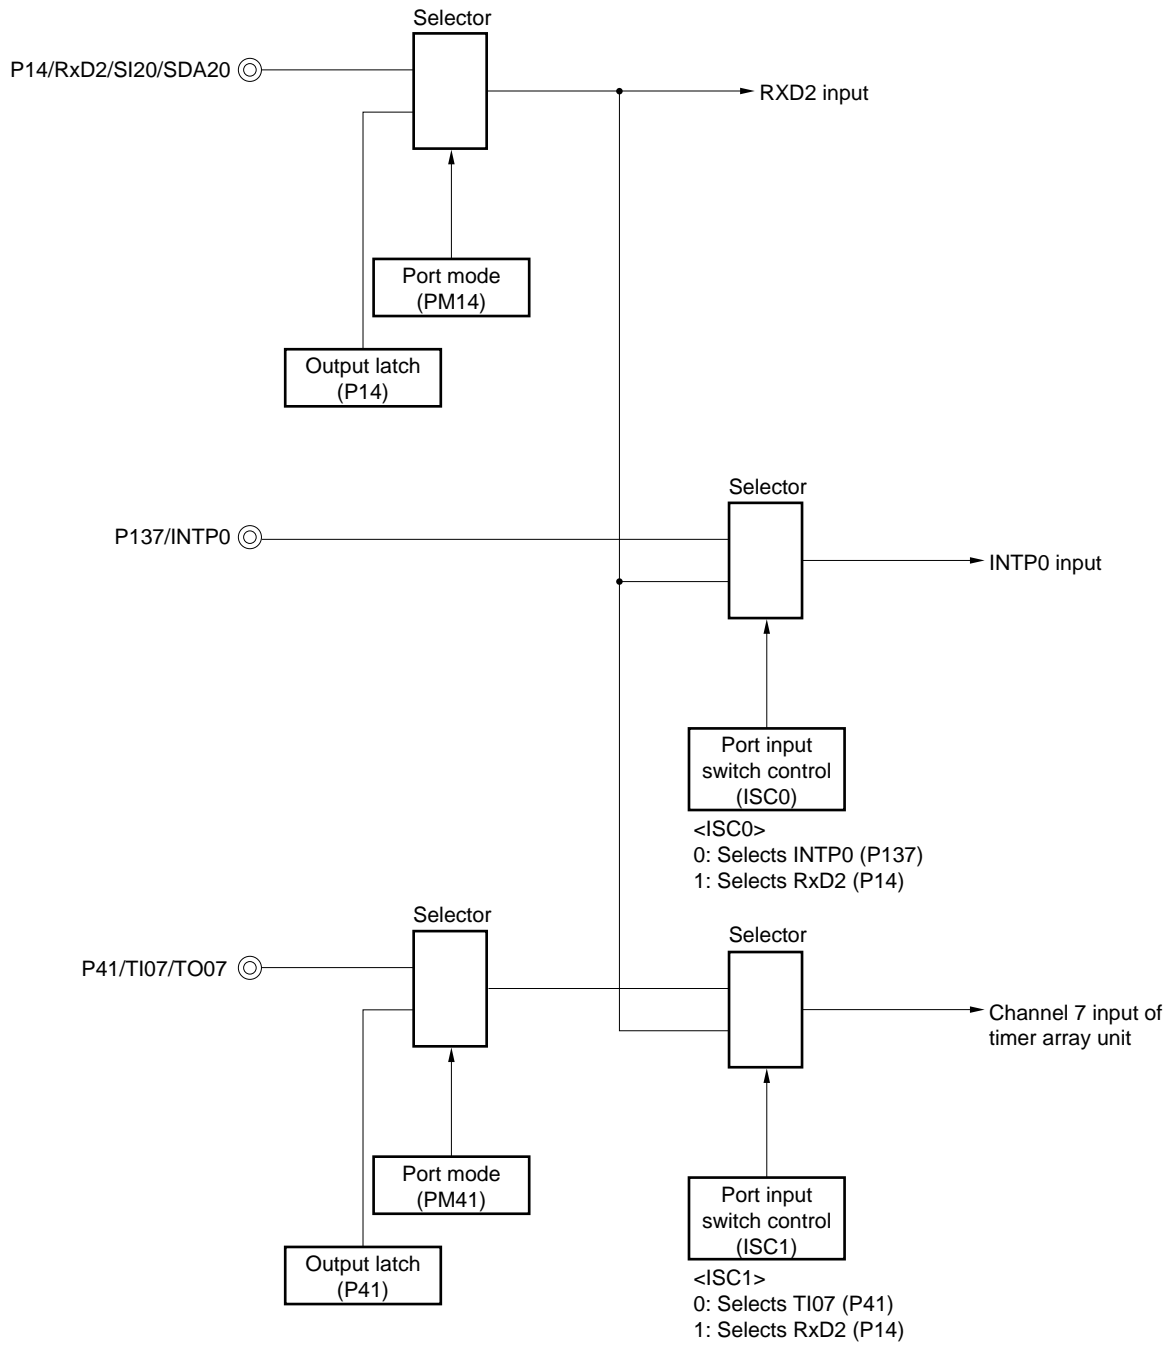 Selector
P14/RxD2/SI20/SDA20
RXD2 input
Port mode
(PM14)
Output latch
(P14)
Selector
P137/INTP0
INTP0 input
Port input
switch control
(ISC0)
<ISC0>
0: Selects INTP0 (P137)
1: Selects RxD2 (P14)
Selector
P41/TI07/TO07
Selector
Channel 7 input of
timer array unit
Port mode
(PM41)
Output latch
(P41)
Port input
switch control
(ISC1)
<ISC1>
0: Selects TI07 (P41)
1: Selects RxD2 (P14)